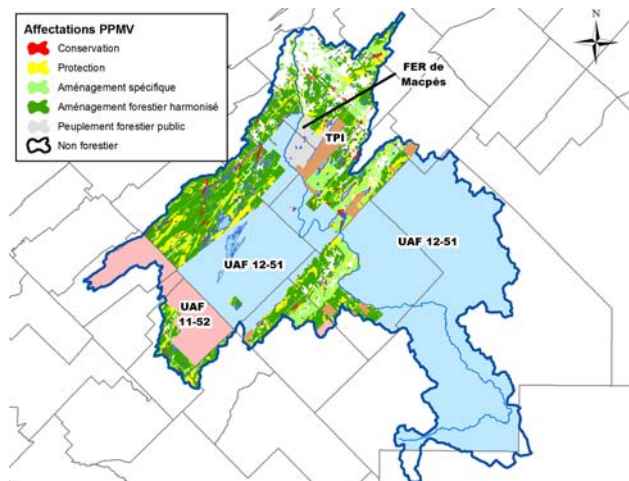 Affectations PPMV
Conservation
Protection
Aménagement spécifique
Aménagement forestier harmonisé
Peuplement forestier public
Non forestier
N
FER de
Macpès
TPI
UAF 12-51
UAF 12-51
UAF
11-52